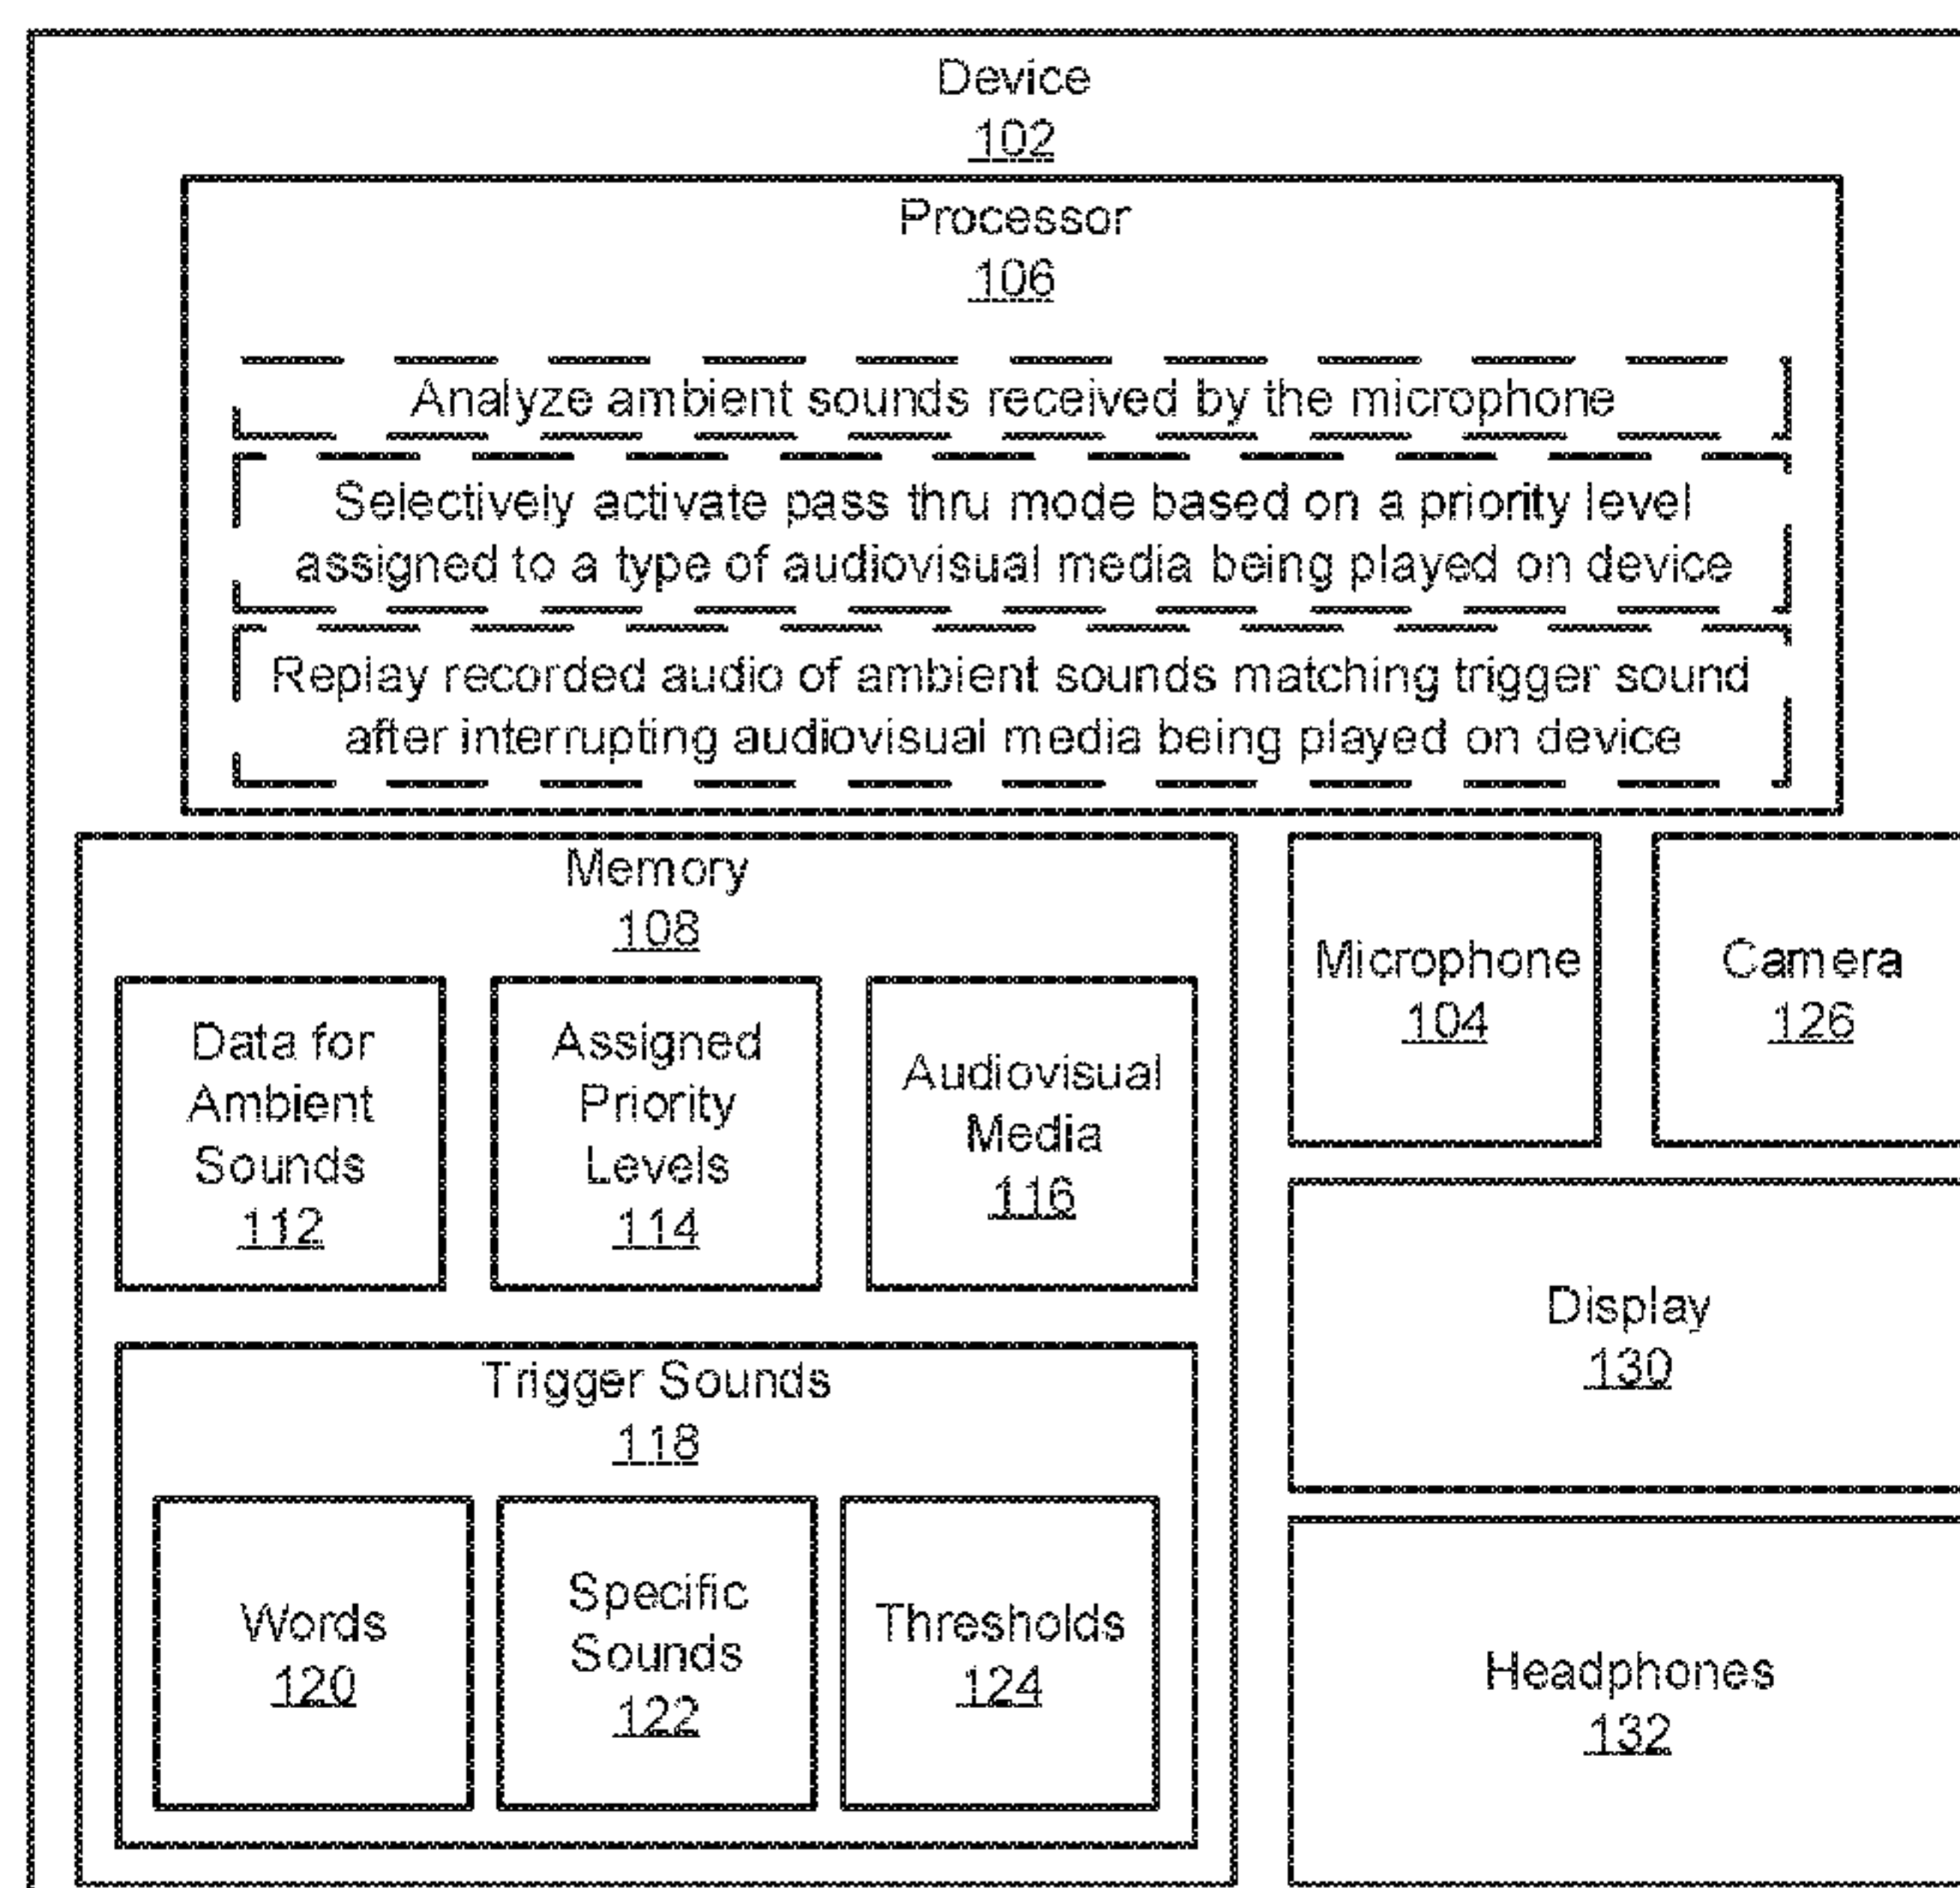 Device
102
Processor
106
Analyze ambient sounds received by the microphone
Selectively activate pass thru mode based on a priority level
assigned to a type of audiovisual media being played on device
Replay recorded audio of ambient sounds matching trigger sound
after interrupting audiovisual media being played on device
Memory
108
Data for
Ambient
Sounds
112
Assigned
Priority
Levels
114
Audiovisual
Media
116
Trigger Sounds
118
Words
120
Specific
Sounds
122
Thresholds
124
Microphone
104
Camera
126
Display
130
Headphones
132